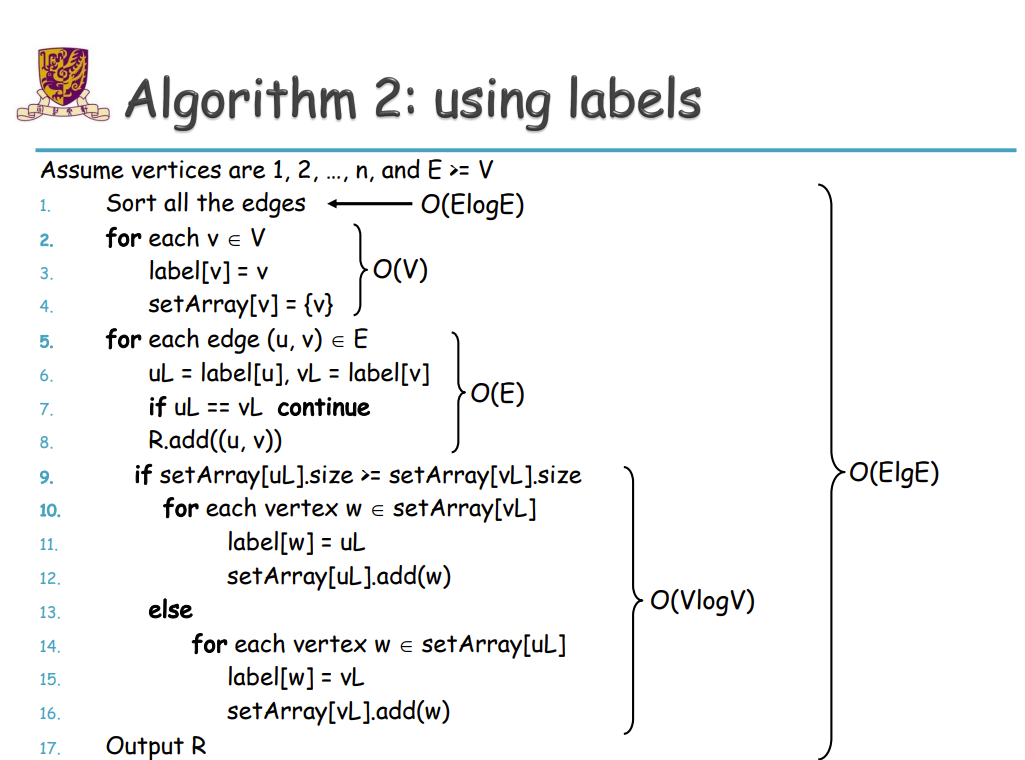 Algorithm 2: using labels
Assume vertices are 1, 2, …, n, and E >= V
1. Sort all the edges O(ElogE)
2. for each v ∈ V
3. label[v] = v O(V)
4. setArray[v] = {v}
5. for each edge (u, v) ∈ E
6. uL = label[u], vL = label[v]
O(E)
7. if uL == vL continue
8. R.add((u, v))
9. if setArray[uL].size >= setArray[vL].size
O(ElgE)
10. for each vertex w ∈ setArray[vL]
11. label[w] = uL
12. setArray[uL].add(w)
O(VlogV)
13. else
14. for each vertex w ∈ setArray[uL]
15. label[w] = vL
16. setArray[vL].add(w)
17. Output R